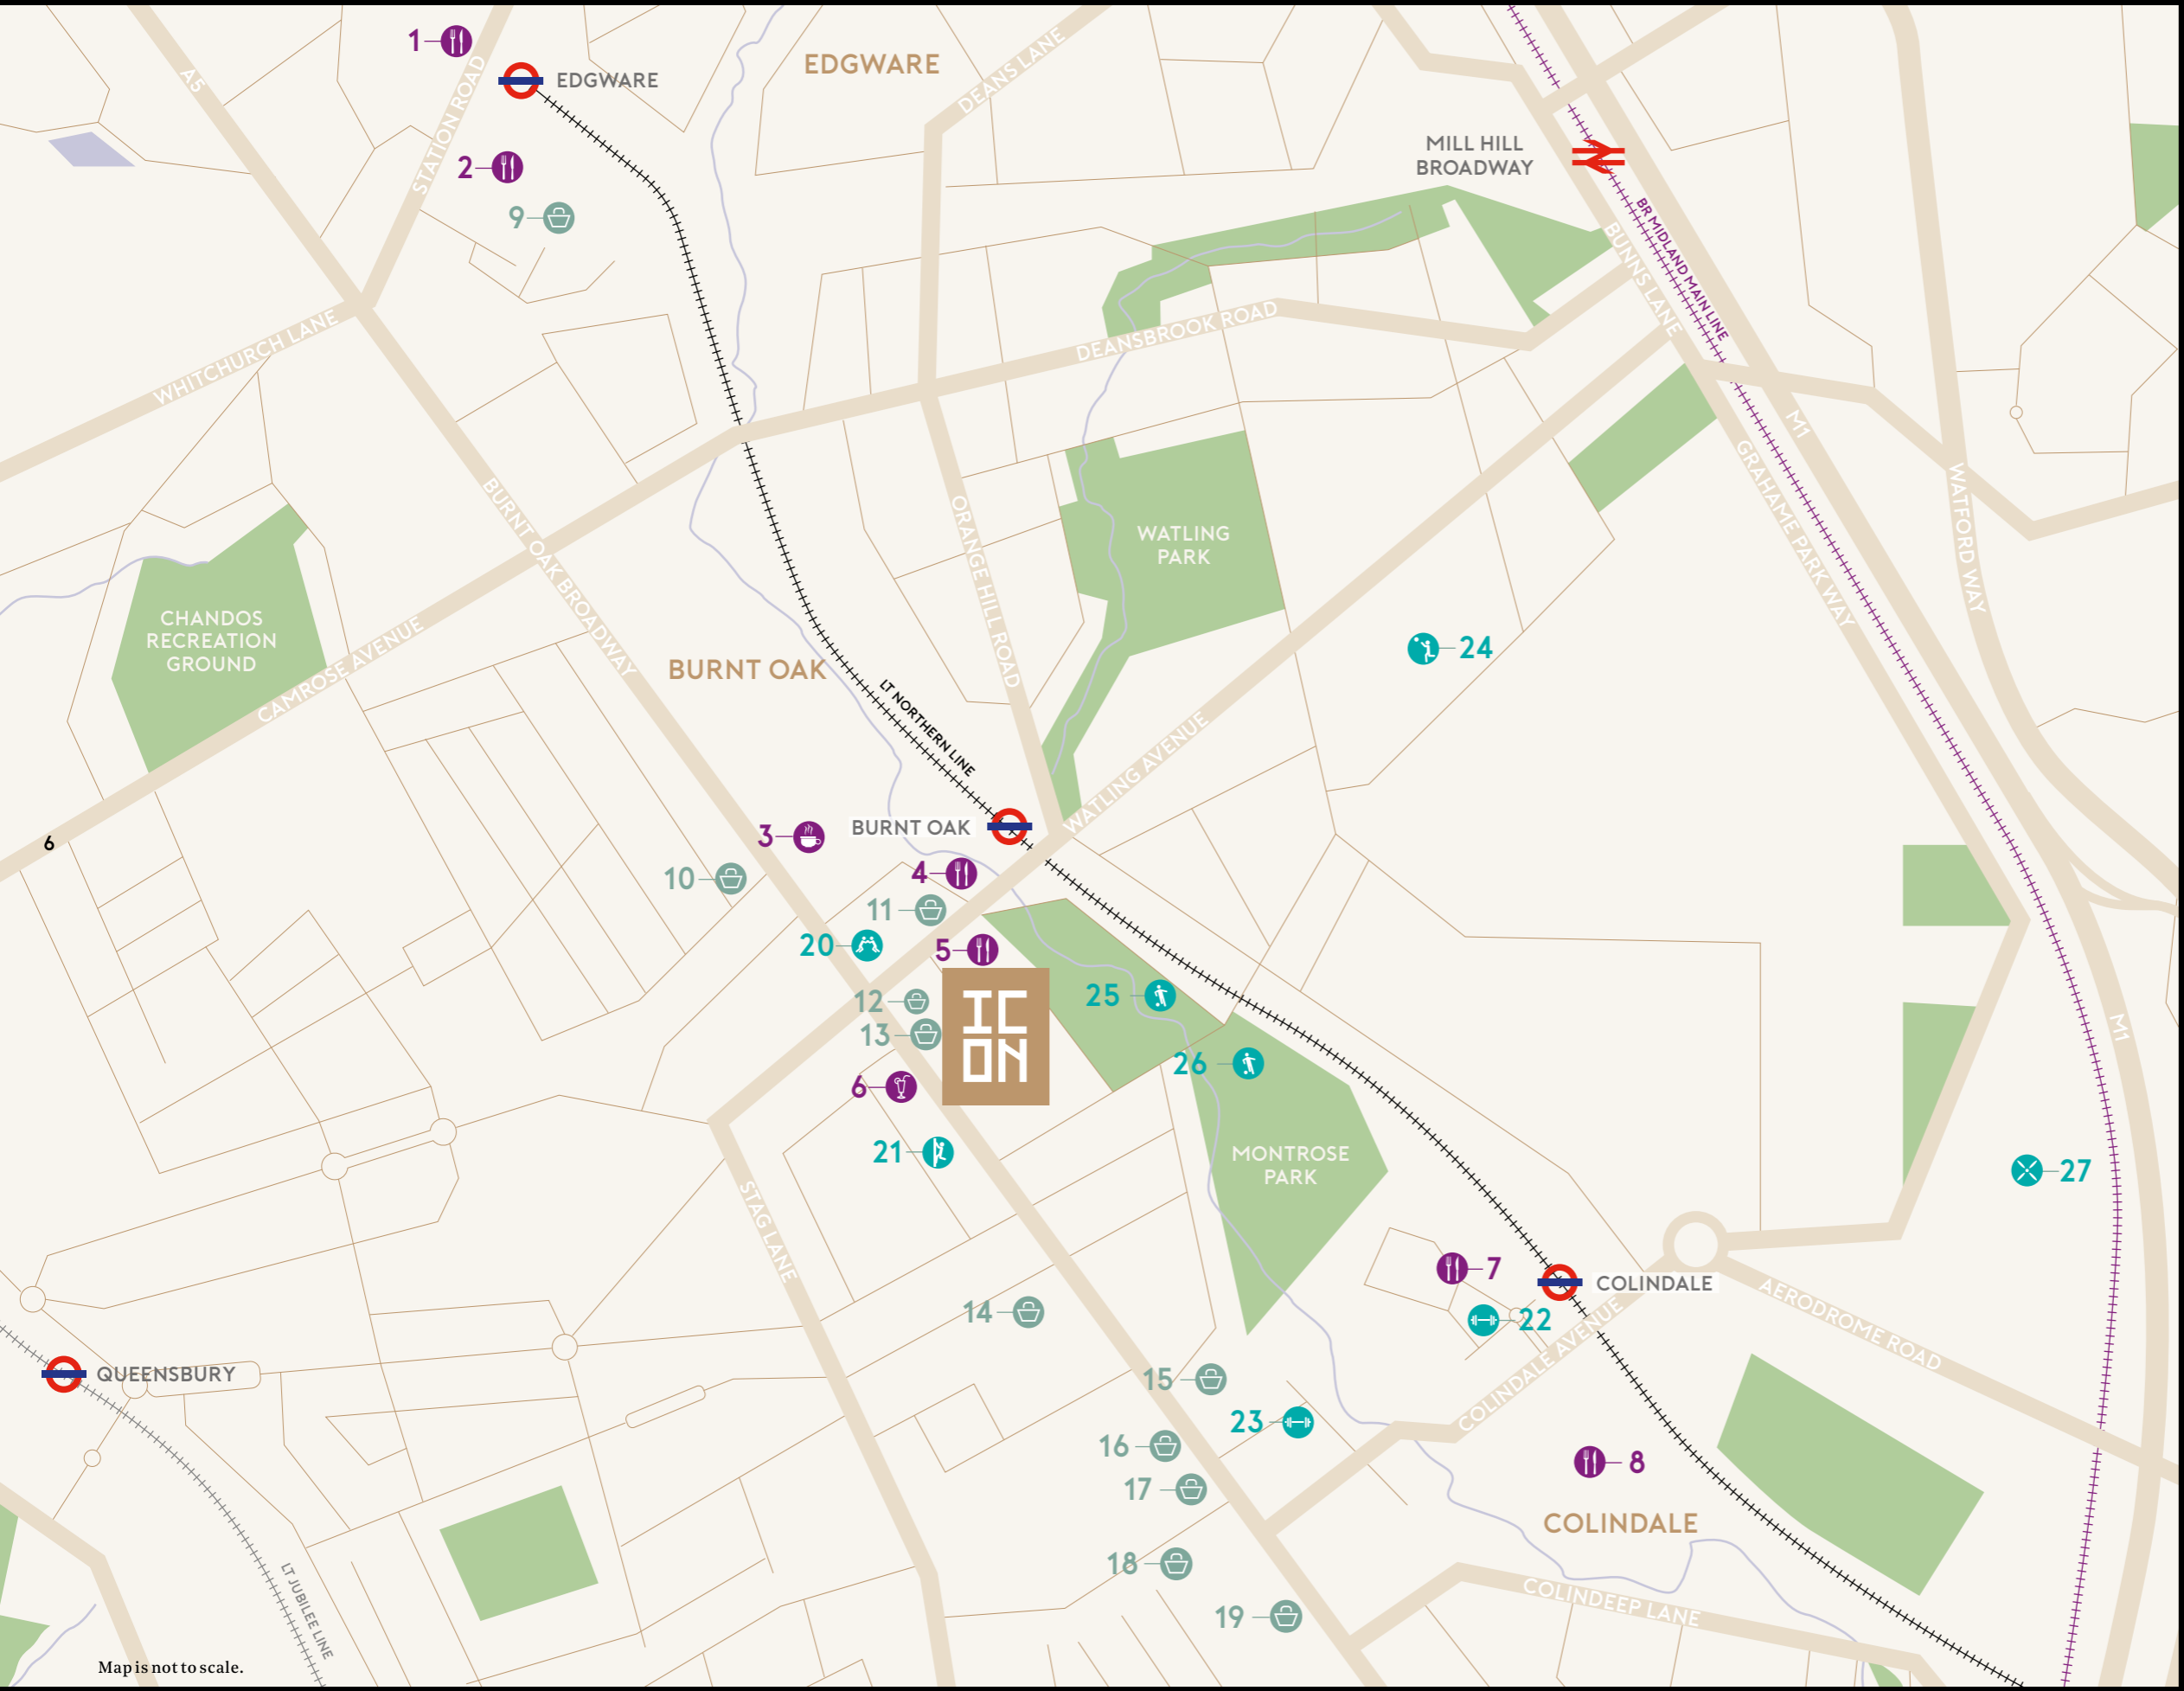 1
EDGWARE
EDGWARE
A5
STATION ROAD
DEANS LANE
2
9
MILL HILL
BROADWAY
BR MIDLAND MAIN LINE
BUNNS LANE
WHITCHURCH LANE
DEANSBROOK ROAD
M1
GRAHAME PARK WAY
WATFORD WAY
BURNT OAK BROADWAY
ORANGE HILL ROAD
WATLING
PARK
CHANDOS
RECREATION
GROUND
CAMROSE AVENUE
BURNT OAK
24
LT NORTHERN LINE
WATLING AVENUE
6
3
BURNT OAK
10
4
11
20
5
12
13
IC
ON
25
26
6
21
M1
MONTROSE
PARK
27
STAG LANE
7
COLINDALE
22
14
AERODROME ROAD
COLINDALE AVENUE
QUEENSBURY
15
23
16
17
8
COLINDALE
18
19
COLINDEEP LANE
LT JUBILEE LINE
Map is not to scale.